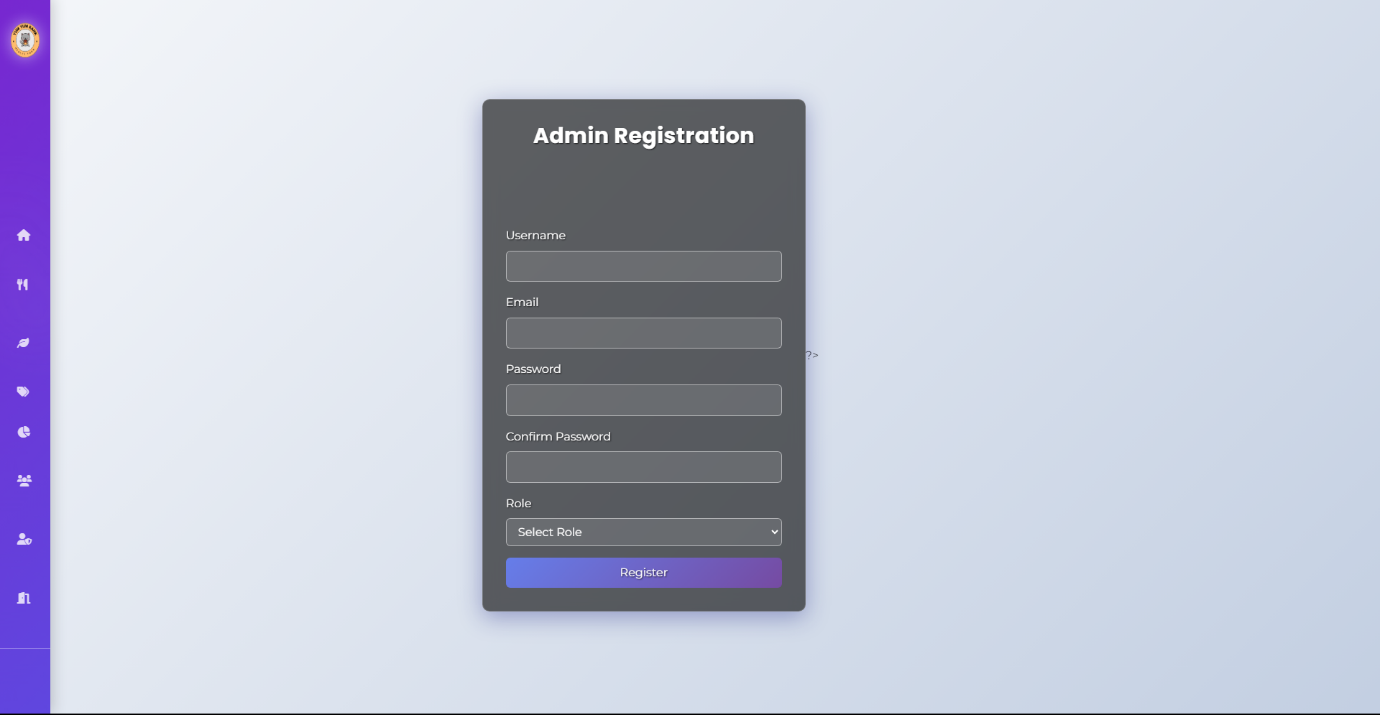 Admin Registration
Username
Email
Password
?>
Confirm Password
Role
Select Role
Register